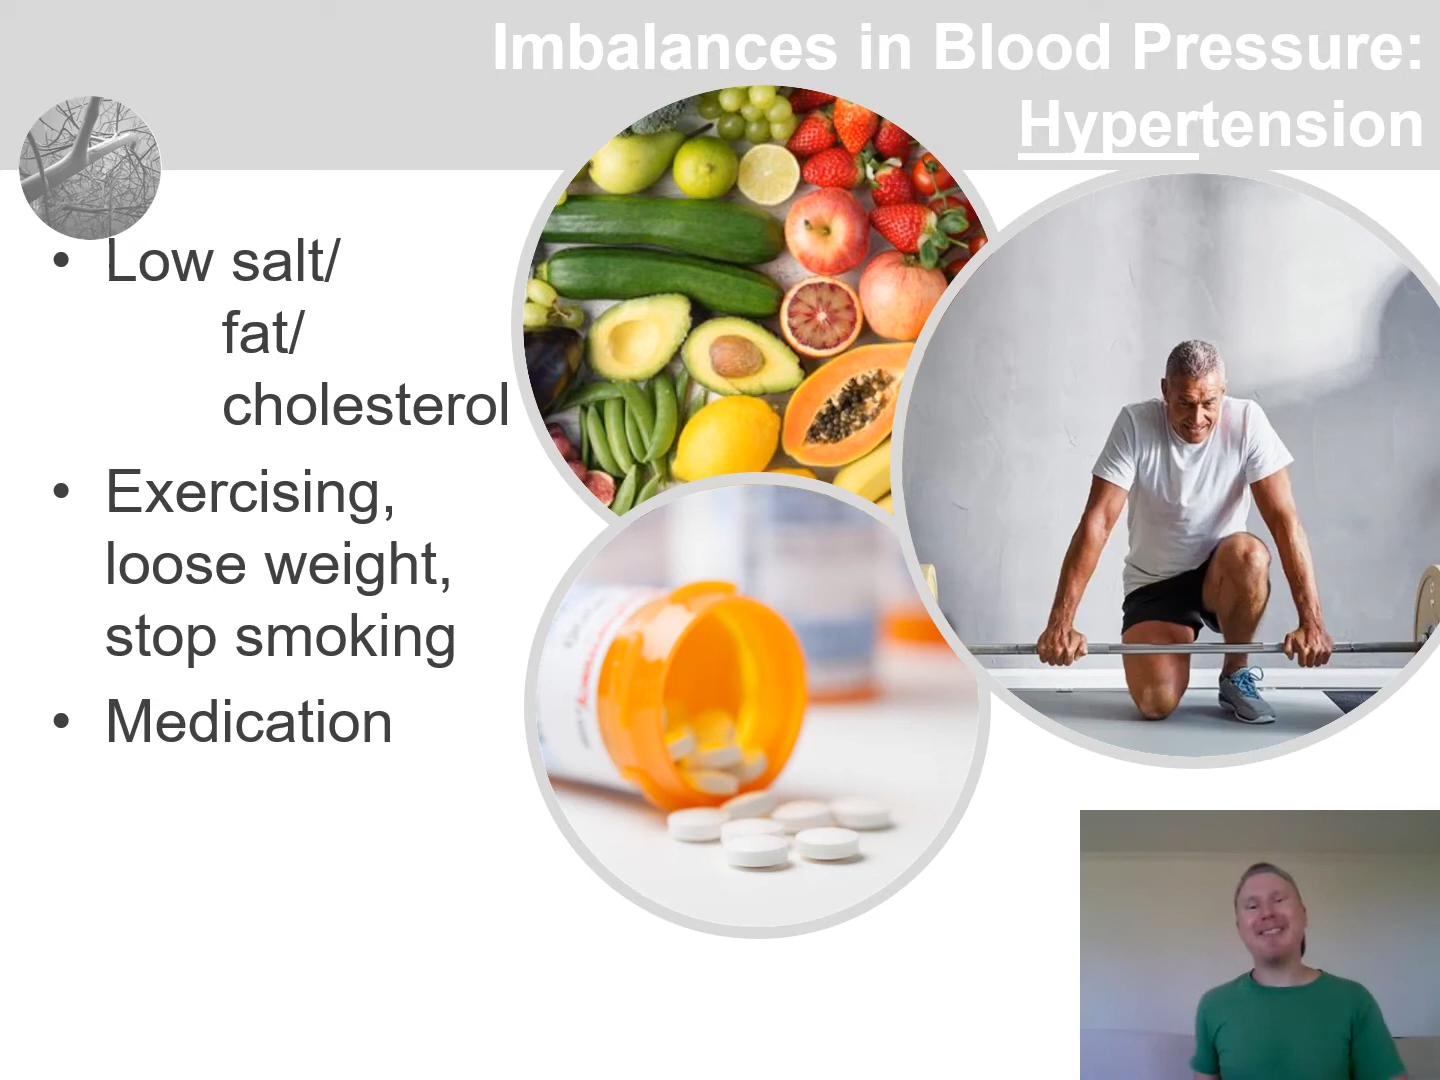 Imbalances in Blood Pressure:
Hypertension
• Low salt/
fat/
cholesterol
• Exercising,
loose weight,
stop smoking
• Medication